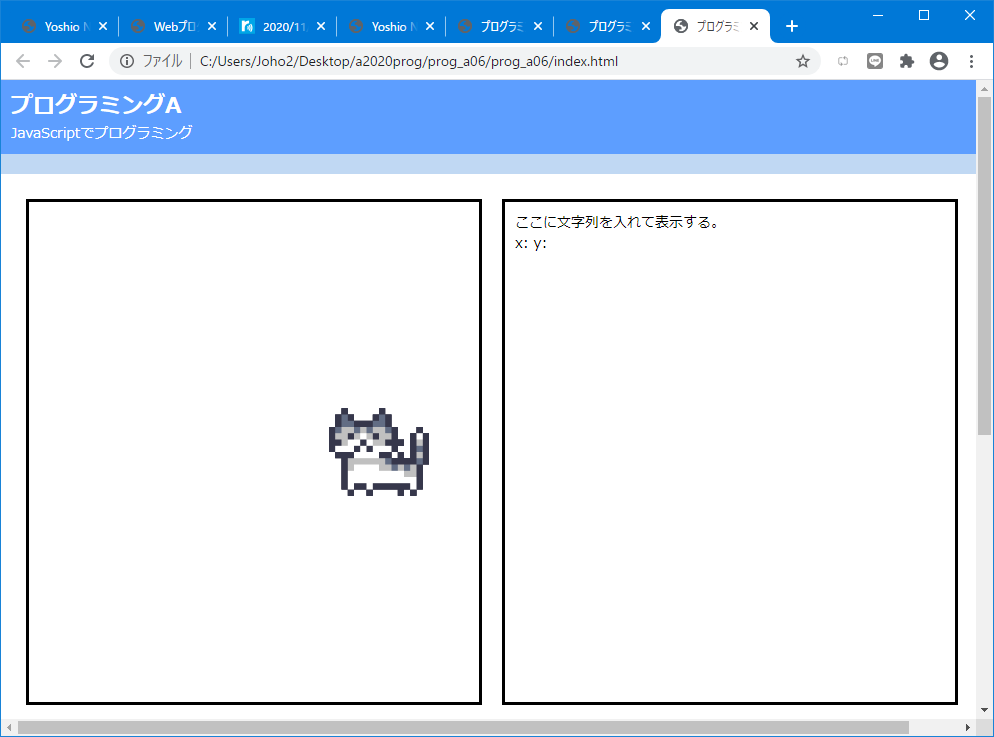 Yoshio
Webプロ
2020/11
Yoshio
プログラミ
プログラミ
プログラミ
ファイル
C:/Users/Joho2/Desktop/a2020prog/prog_a06/prog_a06/index.html
プログラミングA
JavaScriptでプログラミング
ここに文字列を入れて表示する。
x: y: